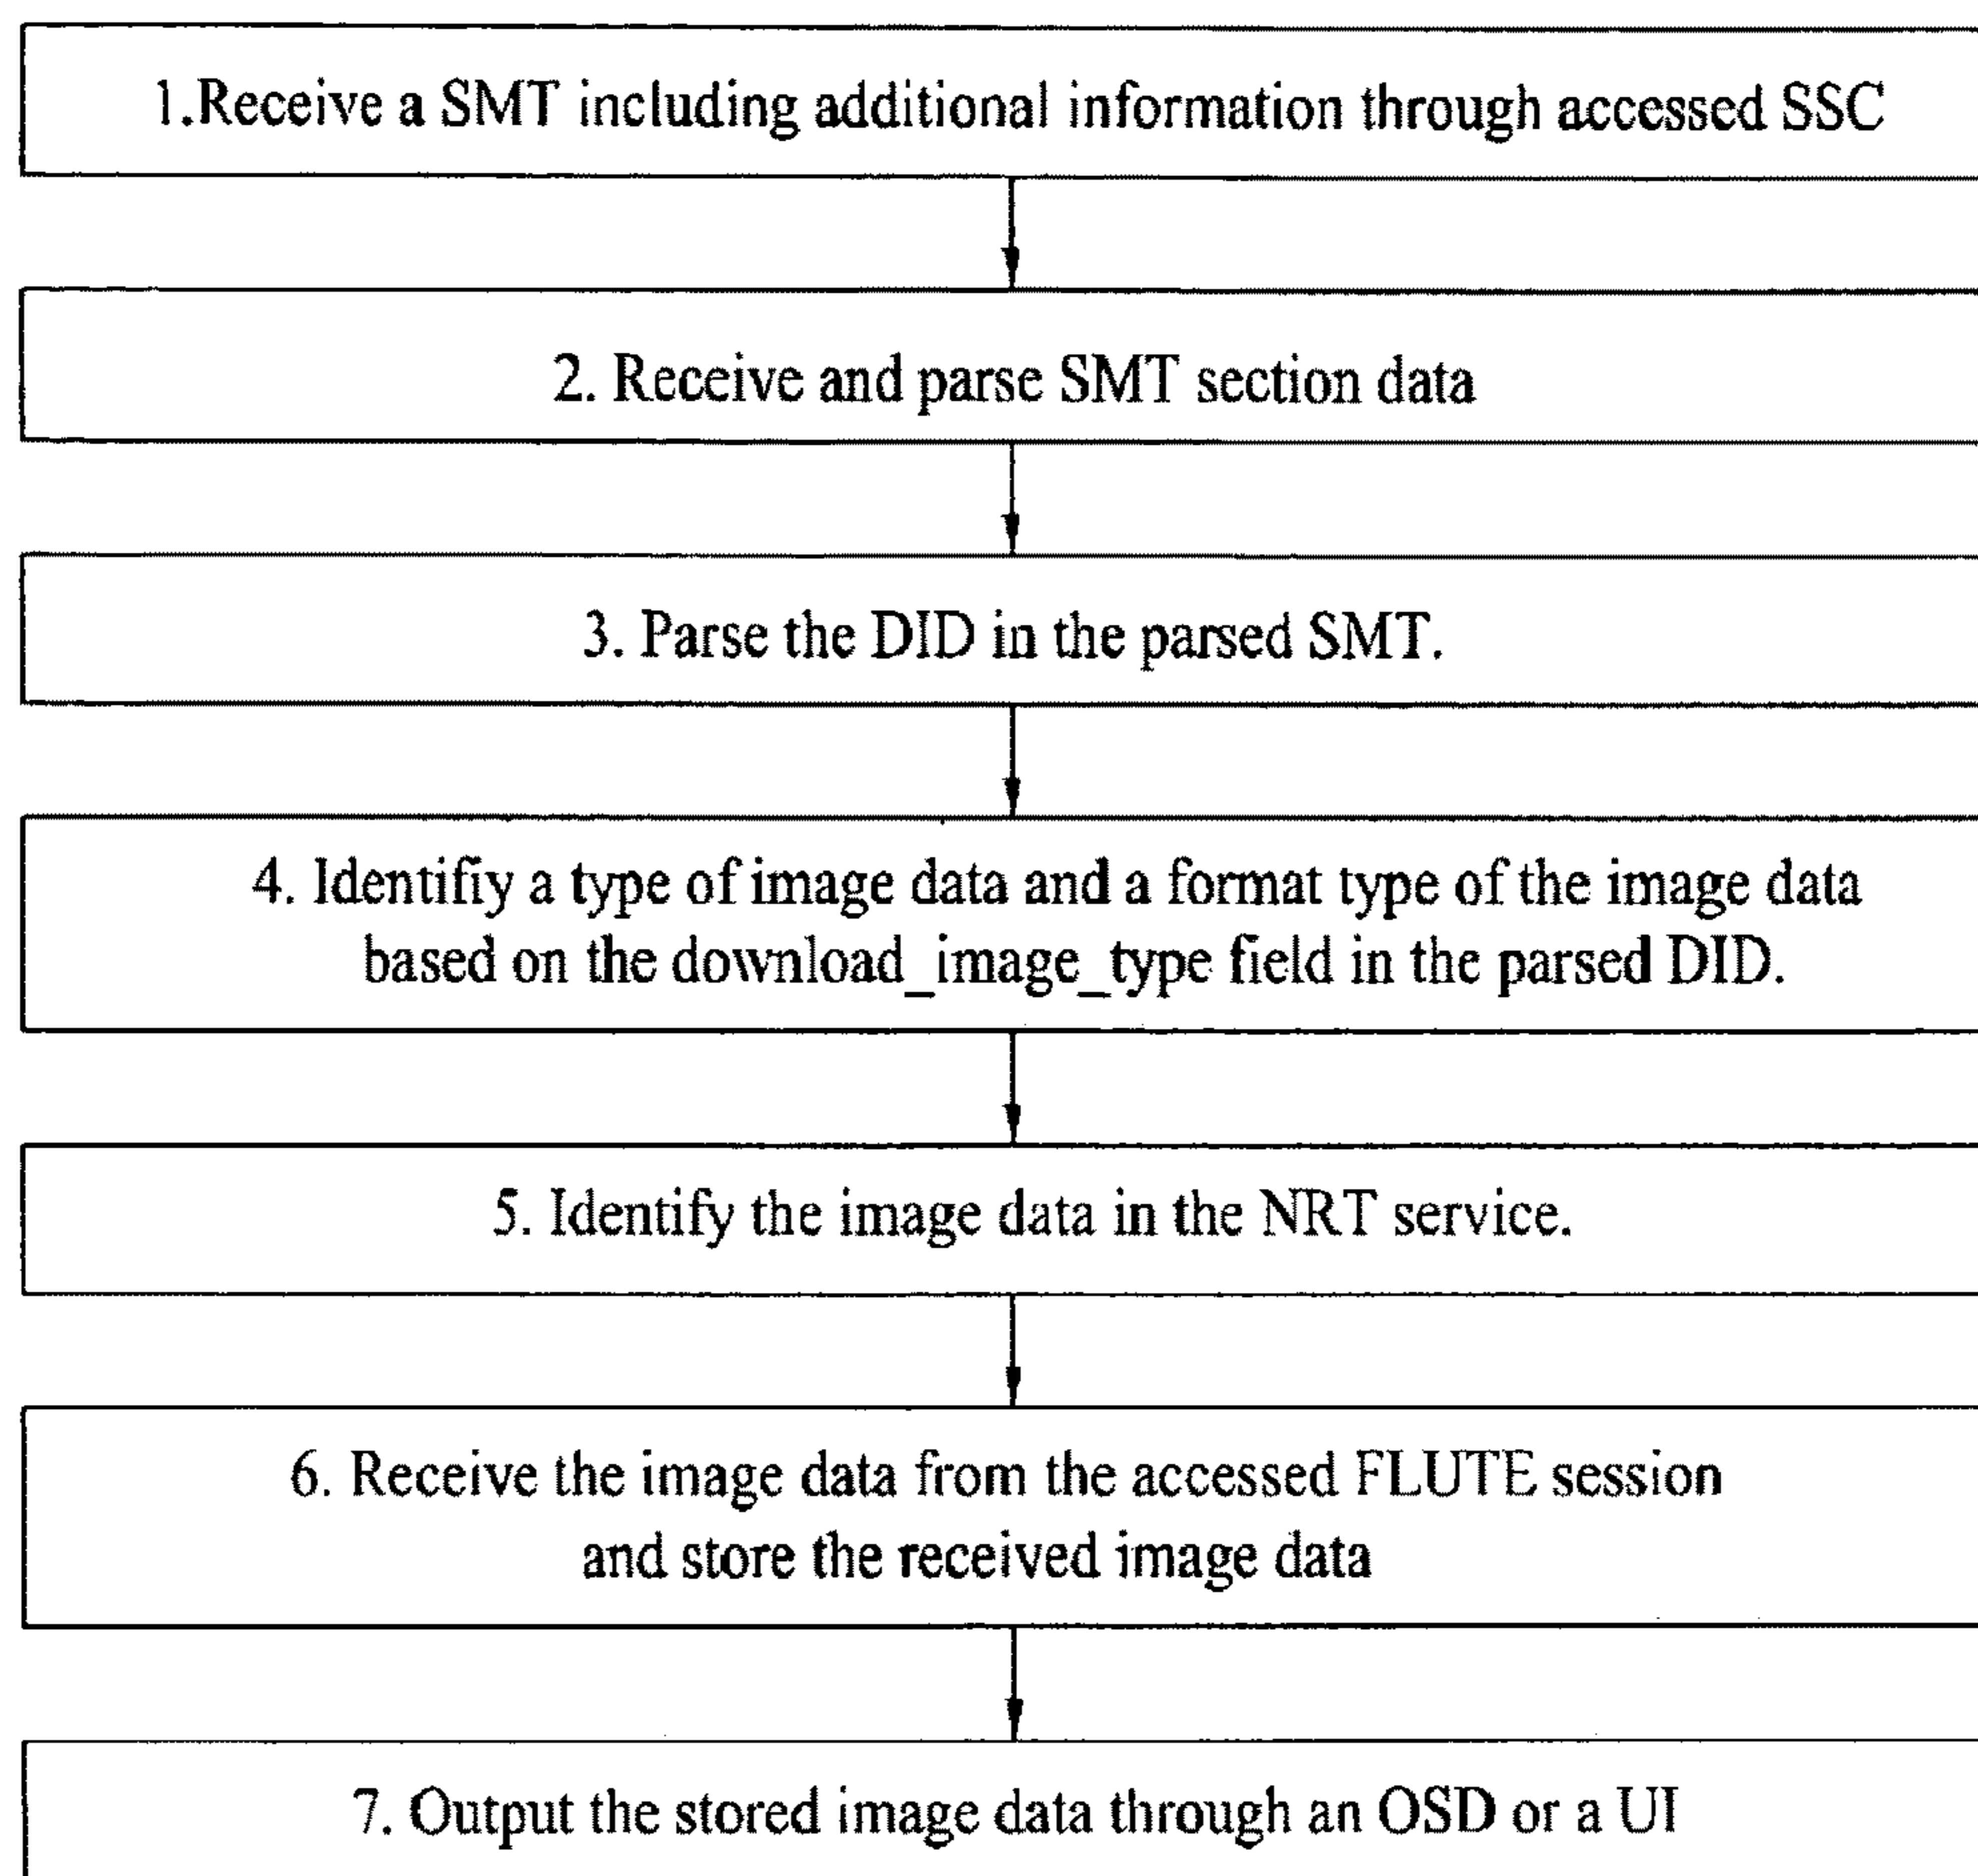 1.Receive a SMT including additional information through accessed SSC
2. Receive and parse SMT section data
3. Parse the DID in the parsed SMT.
4. Identifiy a type of image data and a format type of the image data
based on the download_image_type field in the parsed DID.
5. Identify the image data in the NRT service.
6. Receive the image data from the accessed FLUTE session
and store the received image data
7. Output the stored image data through an OSD or a UI